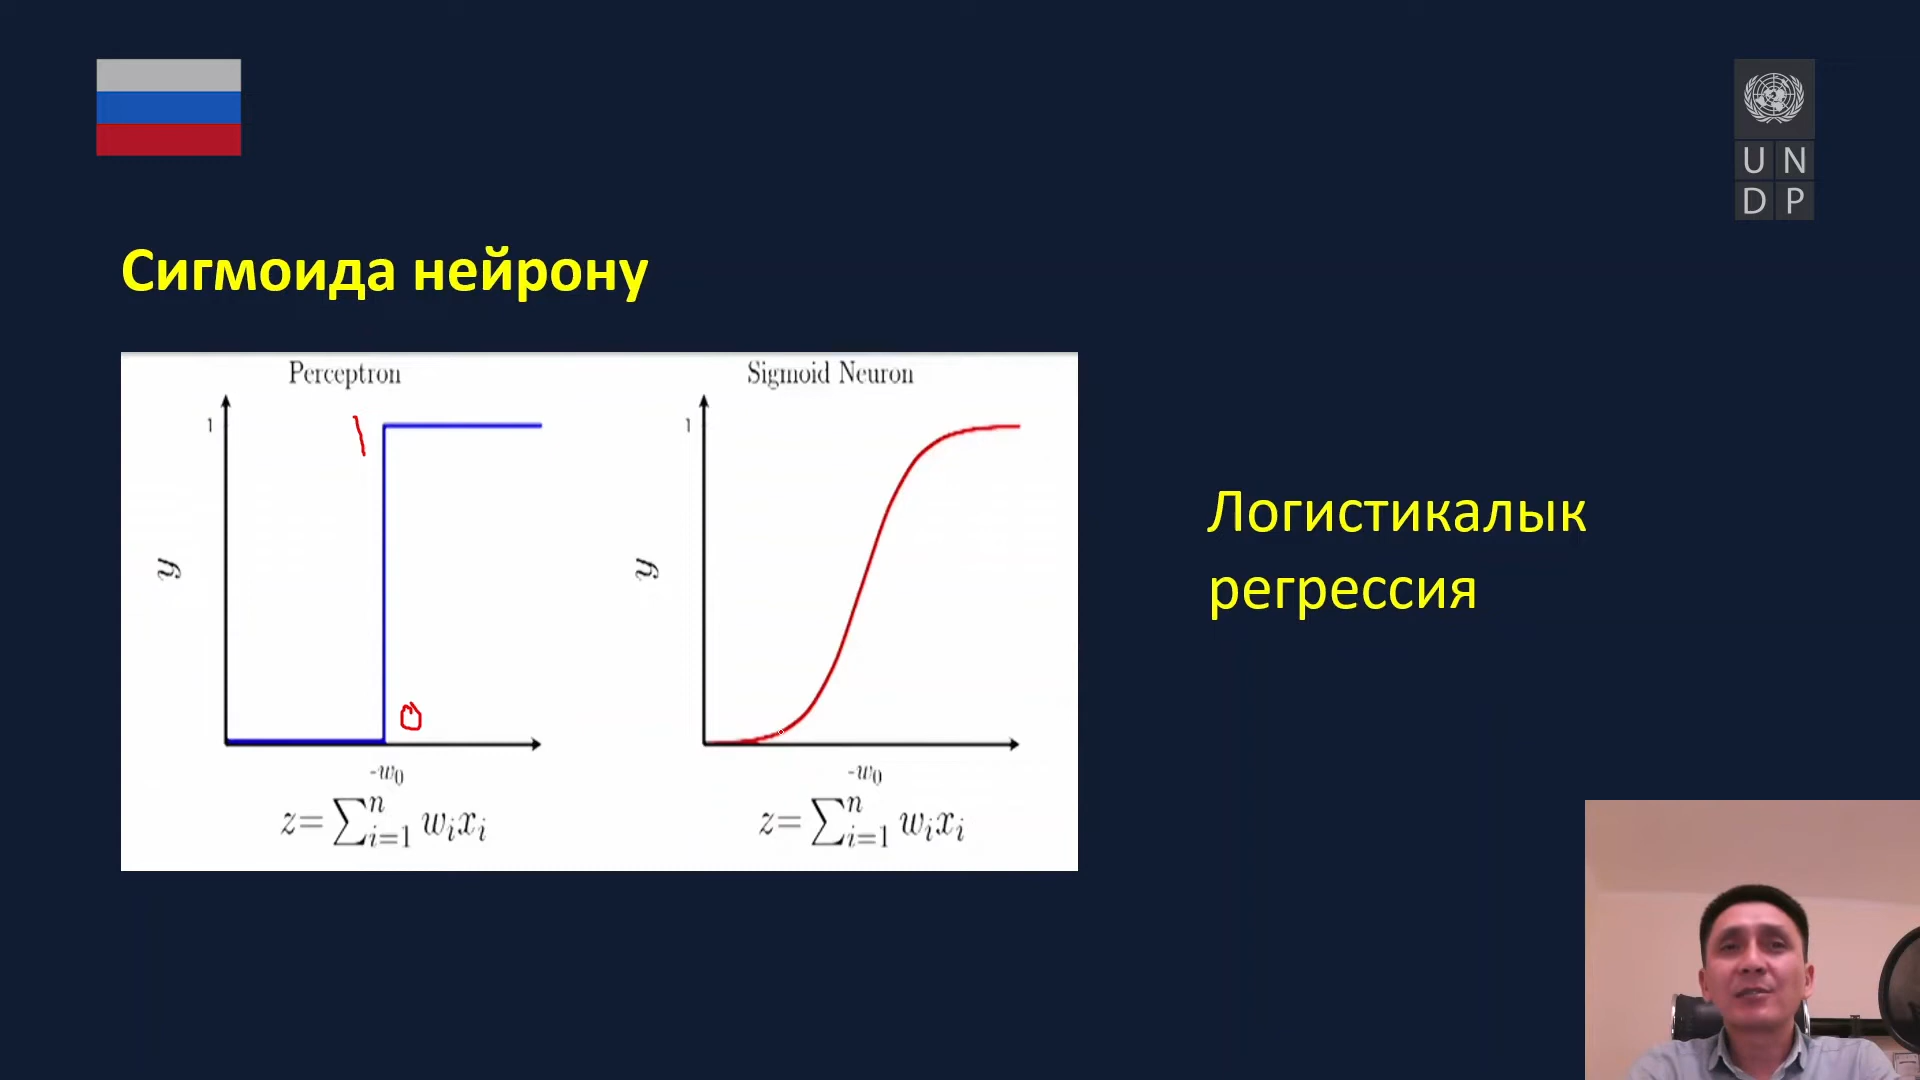 U N
D P
Сигмоида нейрону
Perceptron
1
1
y
0
-w₀
z=∑ⁿᵢ₌₁ wᵢxᵢ
Sigmoid Neuron
1
y
-w₀
z=∑ⁿᵢ₌₁ wᵢxᵢ
Логистикалык
регрессия